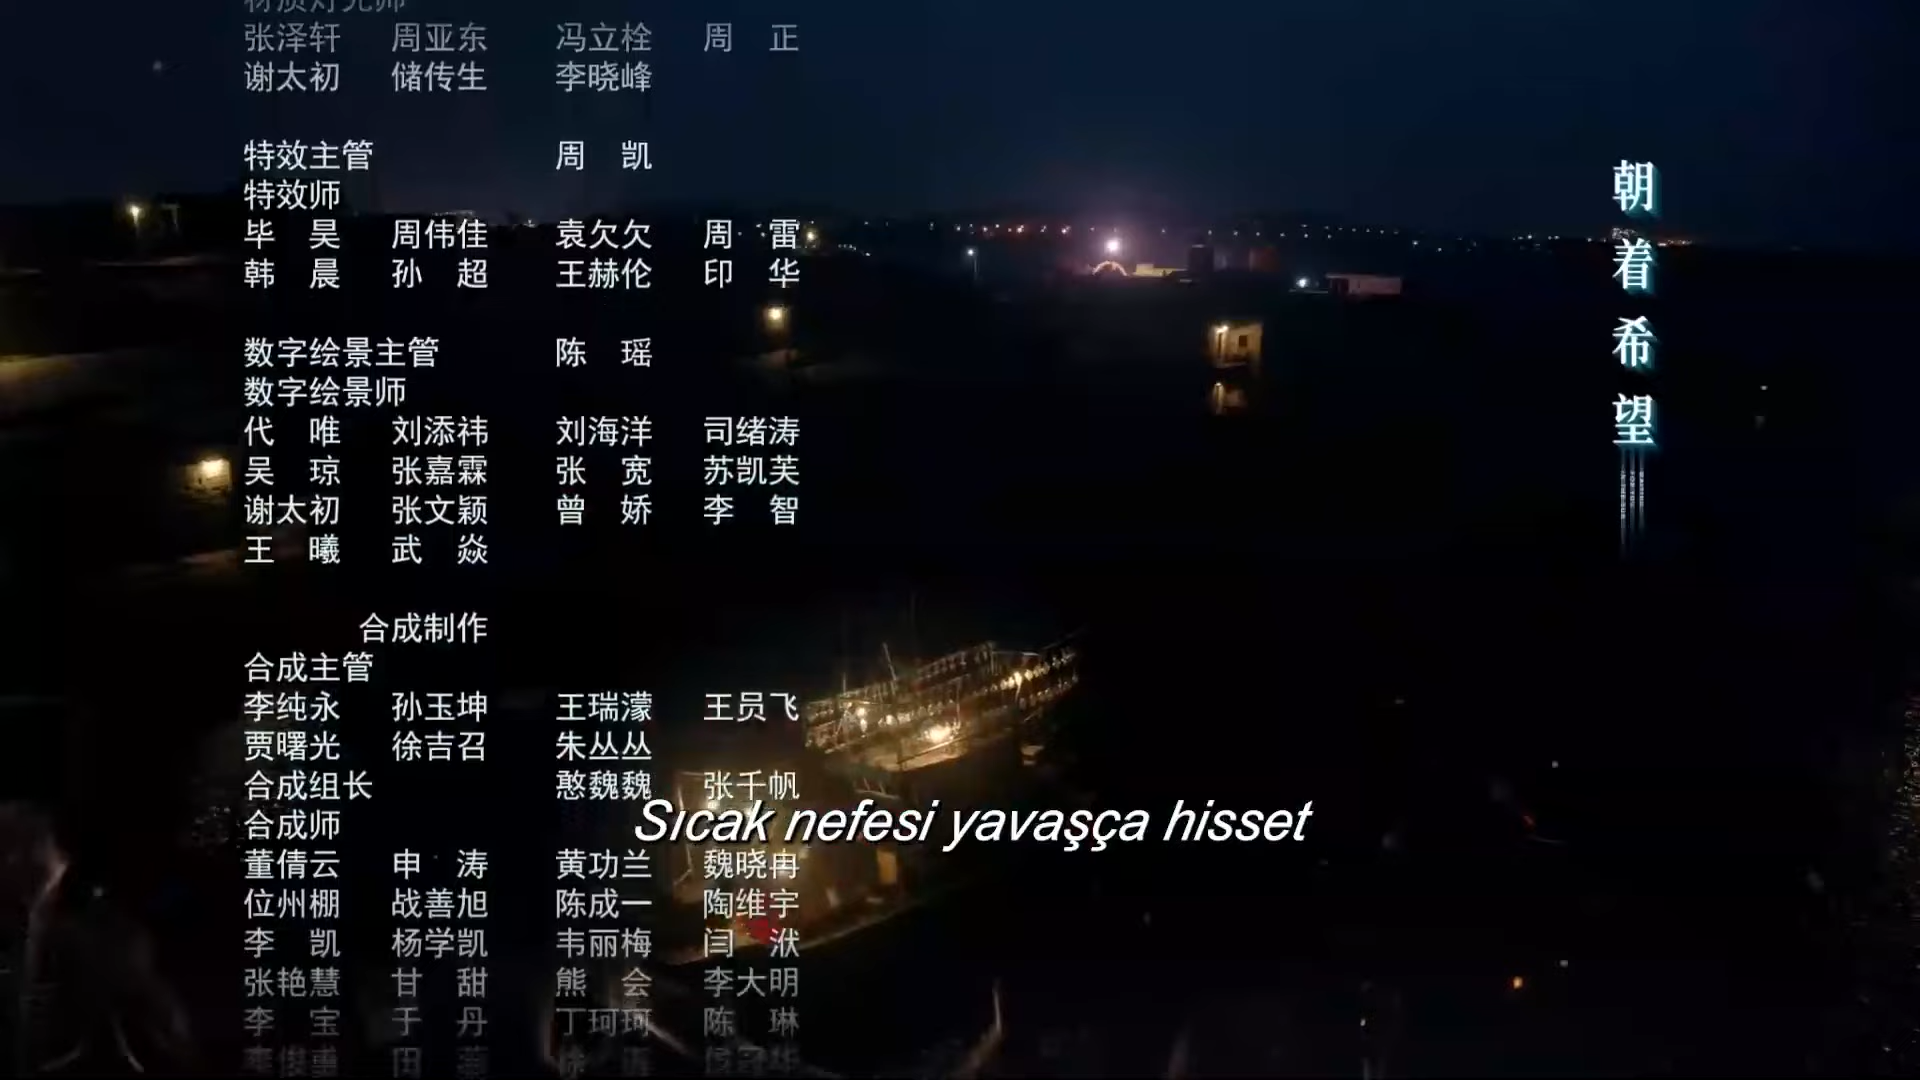 张泽轩 周亚东 冯立栓 周 正
谢太初 储传生 李晓峰
特效主管 周 凯
特效师
毕 昊 周伟佳 袁欠欠 周 雷
韩 晨 孙 超 王赫伦 印 华
数字绘景主管 陈 瑶
数字绘景师
代 唯 刘添祎 刘海洋 司绪涛
吴 琼 张嘉霖 张 宽 苏凯芙
谢太初 张文颖 曾 娇 李 智
王 曦 武 焱
合成制作
合成主管
李纯永 孙玉坤 王瑞濛 王员飞
贾曙光 徐吉召 朱丛丛
合成组长 憨魏魏 张千帆
合成师
董倩云 申 涛 黄功兰 魏晓冉
位州棚 战善旭 陈成一 陶维宇
李 凯 杨学凯 韦丽梅 闫 洑
张艳慧 甘 甜 熊 会 李大明
李 宝 于 丹 丁珂珂 陈 琳
朝着希望
Sıcak nefesi yavaşça hisset